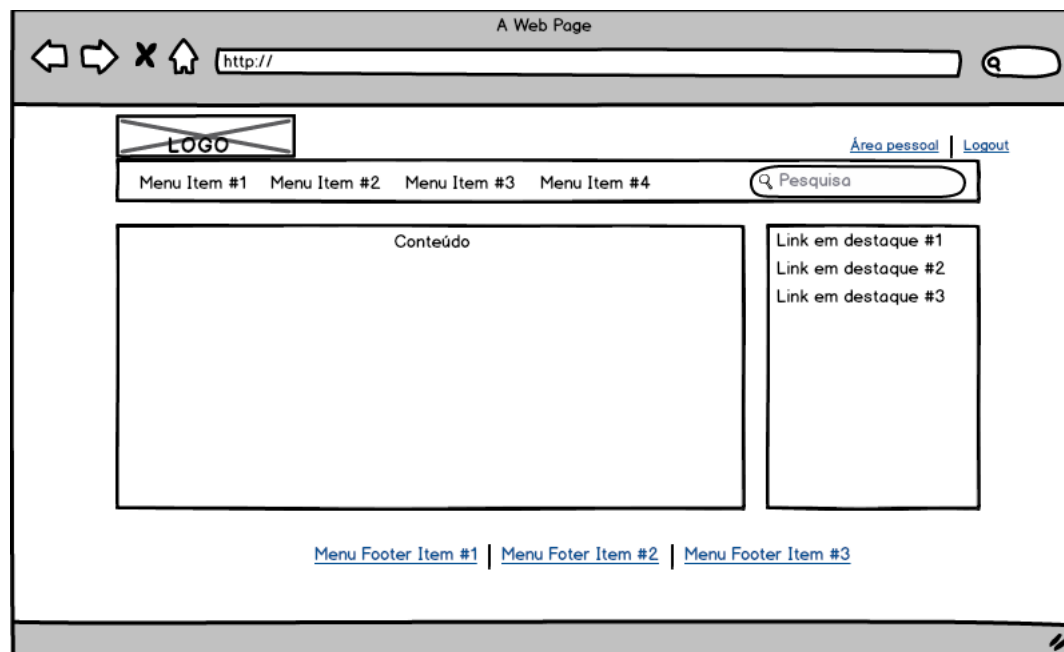 A Web Page
http://
LOGO
Área pessoal | Logout
Menu Item #1 Menu Item #2 Menu Item #3 Menu Item #4 Pesquisa
Conteúdo
Link em destaque #1
Link em destaque #2
Link em destaque #3
Menu Footer Item #1 | Menu Foter Item #2 | Menu Footer Item #3